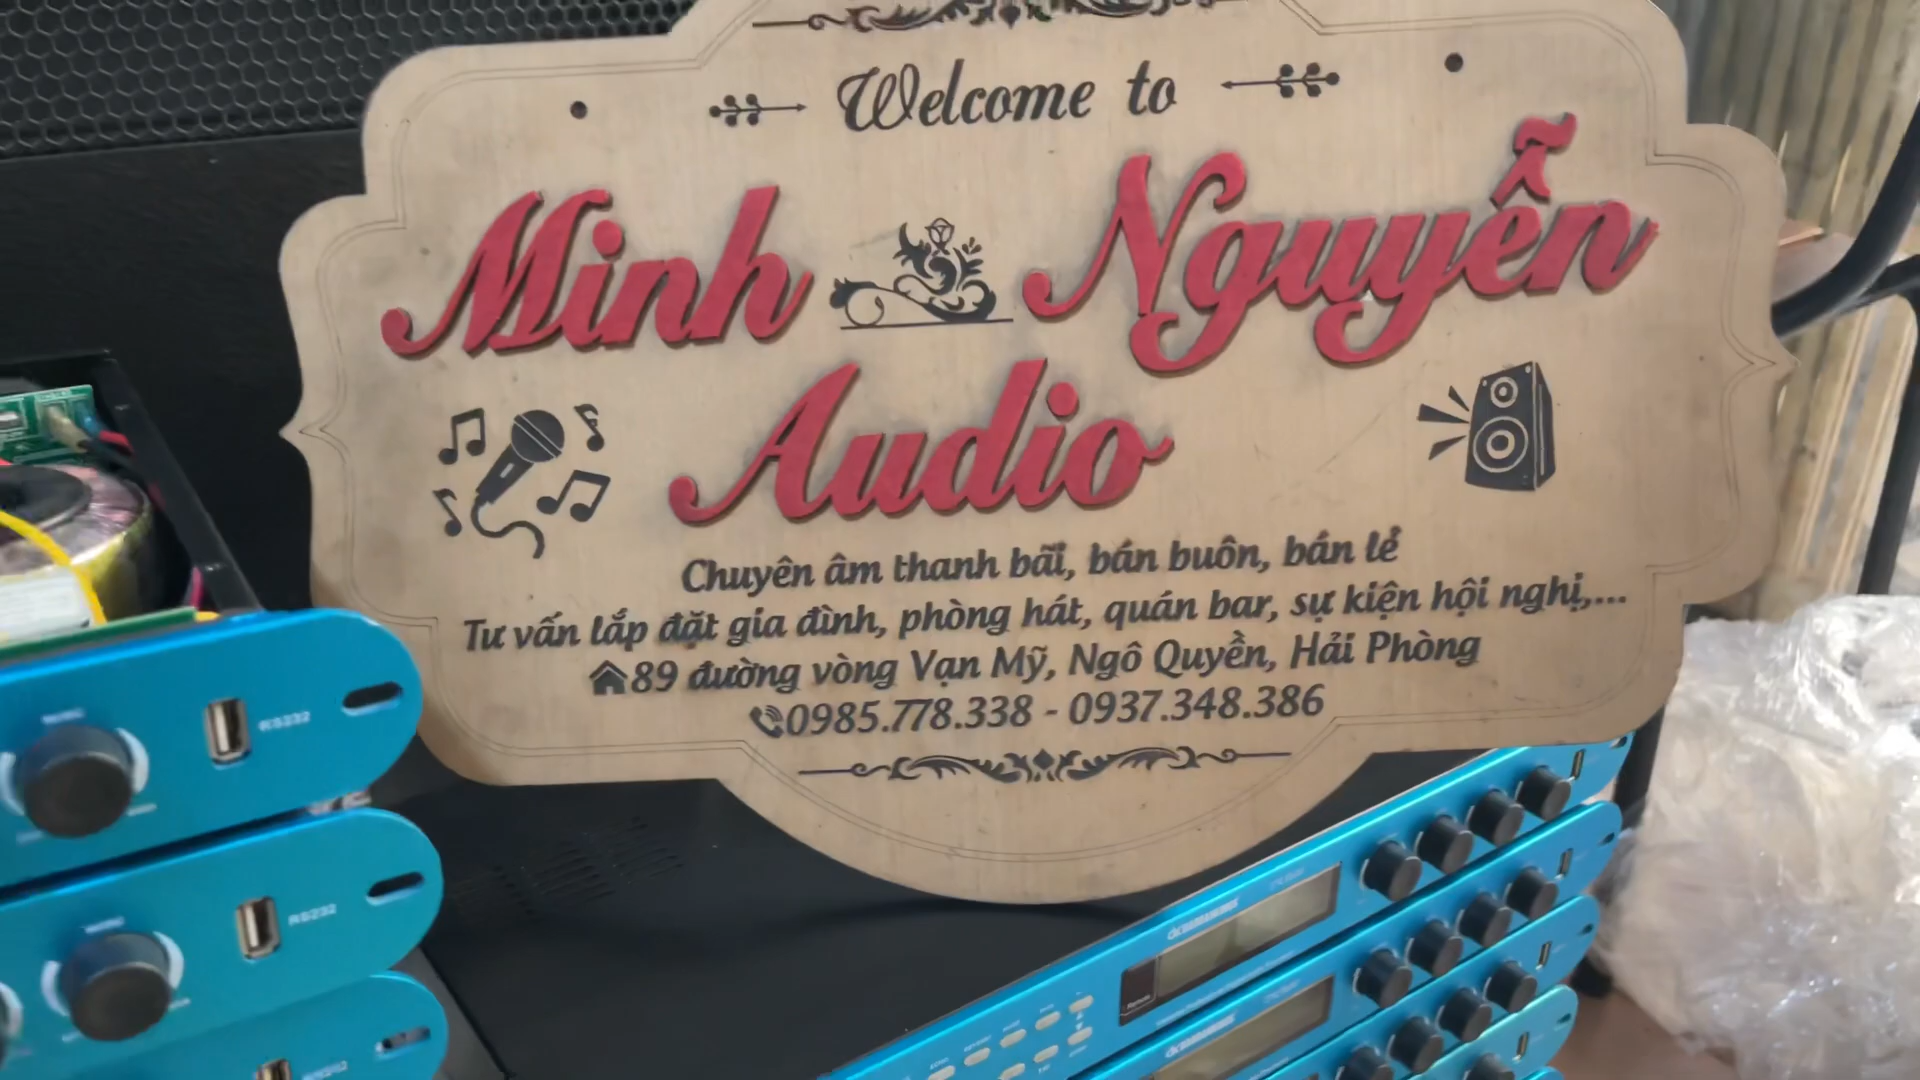 Welcome to
Minh Nguyễn
Audio
Chuyên âm thanh bãi, bán buôn, bán lẻ
Tư vấn lắp đặt gia đình, phòng hát, quán bar, sự kiện hội nghị,...
89 đường vòng Vạn Mỹ, Ngô Quyền, Hải Phòng
0985.778.338 - 0937.348.386
RS232
RS232